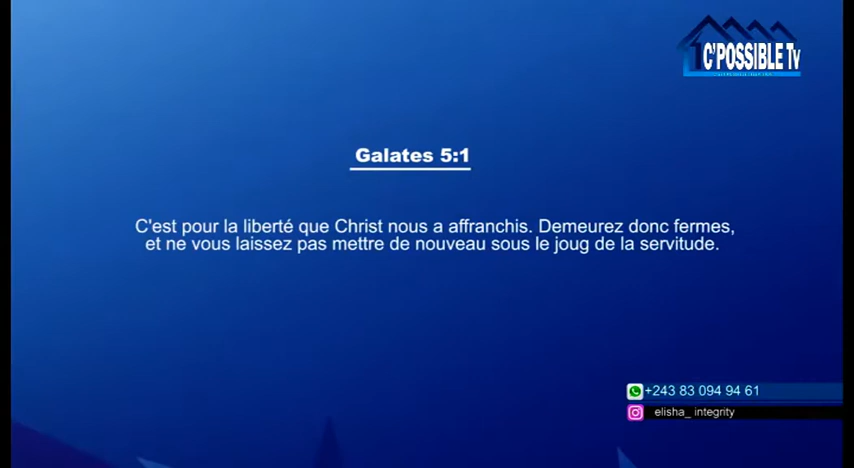 C'POSSIBLE Tv
Galates 5:1
C'est pour la liberté que Christ nous a affranchis. Demeurez donc fermes,
et ne vous laissez pas mettre de nouveau sous le joug de la servitude.
+243 83 094 94 61
elisha_ integrity